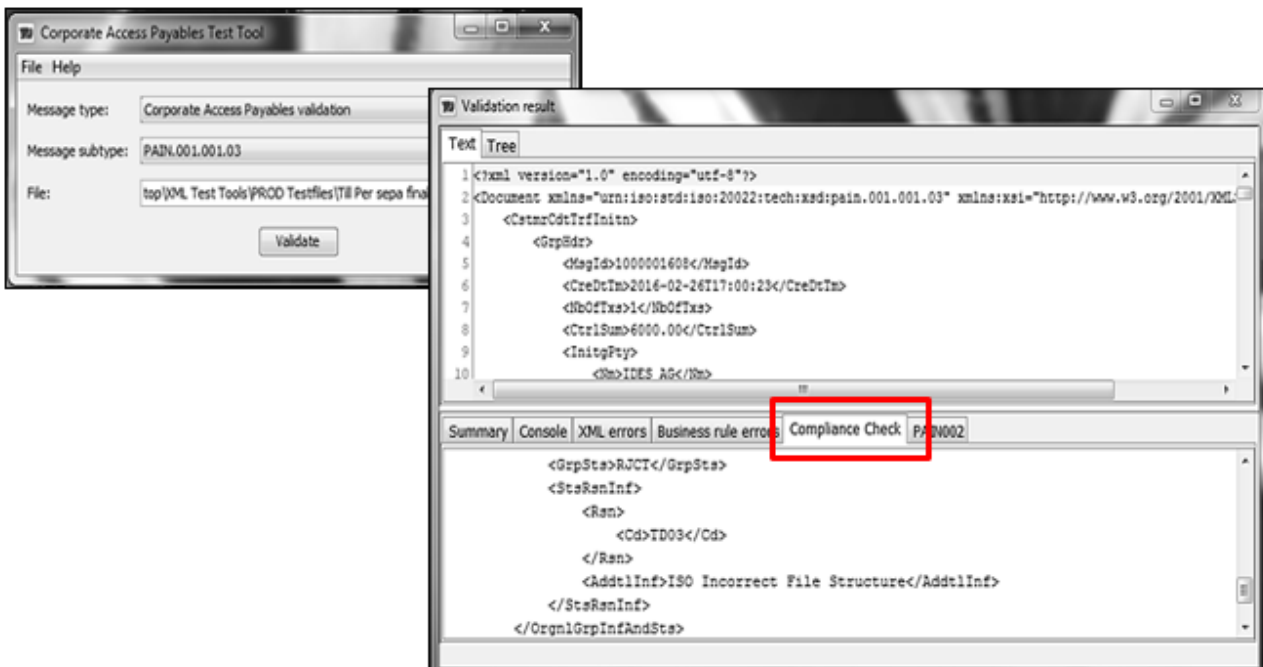 Corporate Access Payables Test Tool
File Help
Message type: Corporate Access Payables validation
Message subtype: PAIN.001.001.03
File: top\XML Test Tools\PROD Testfiles\Till Per sepa final
Validate
Validation result
Text Tree
1 <?xml version="1.0" encoding="utf-8"?>
2 <Document xmlns="urn:iso:std:iso:20022:tech:xsd:pain.001.001.03" xmlns:xsi="http://www.w3.org/2001/XML
3 <CstmrCdtTrfInitn>
4 <GrpHdr>
5 <MsgId>1000001608</MsgId>
6 <CreDtTm>2016-02-26T17:00:23</CreDtTm>
7 <NbOfTxs>1</NbOfTxs>
8 <CtrlSum>6000.00</CtrlSum>
9 <InitgPty>
10 <Nm>IDES AG</Nm>
Summary Console XML errors Business rule errors Compliance Check PAIN002
<GrpSts>RJCT</GrpSts>
<StsRsnInf>
<Rsn>
<Cd>TD03</Cd>
</Rsn>
<AddtlInf>ISO Incorrect File Structure</AddtlInf>
</StsRsnInf>
</OrgnlGrpInfAndSts>